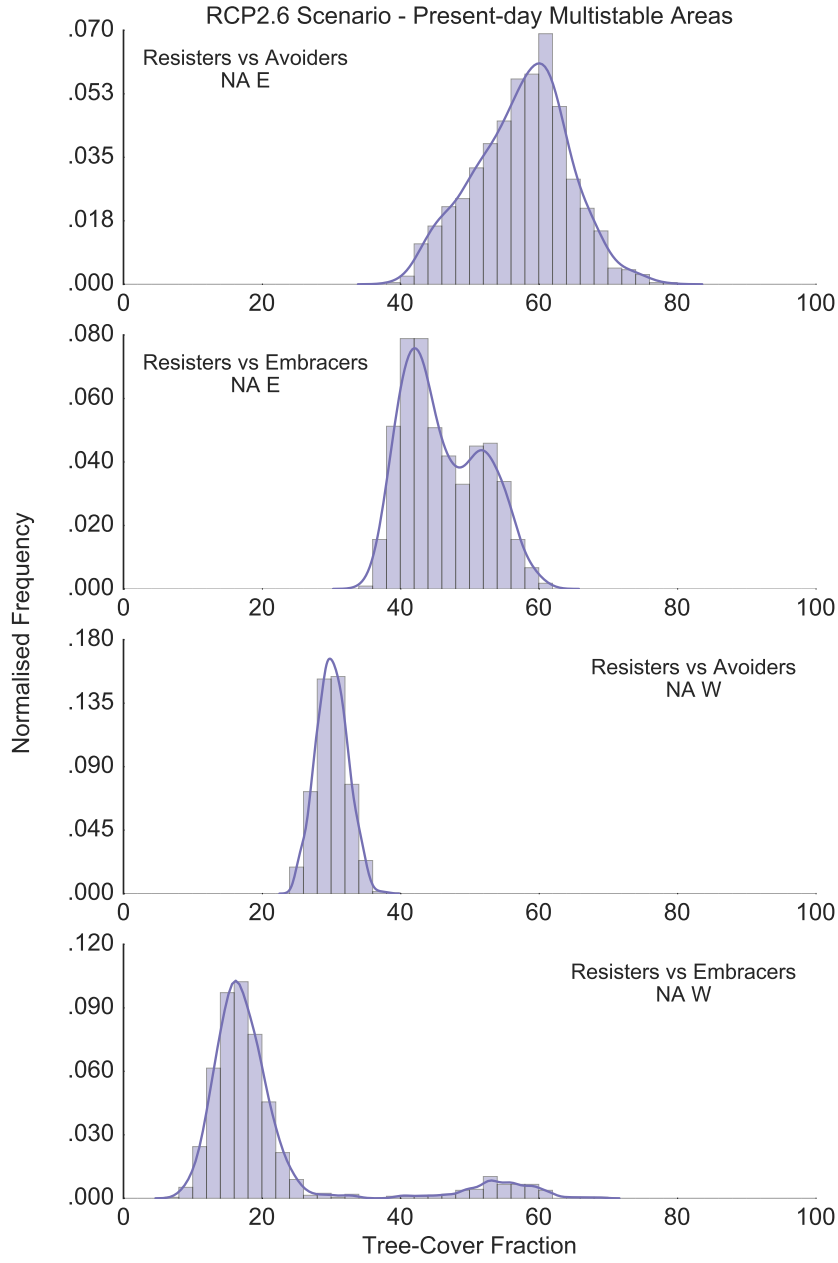 RCP2.6 Scenario - Present-day Multistable Areas
.070
Resisters vs Avoiders
NA E
.053
.035
.018
.000
0 20 40 60 80 100
.080
Resisters vs Embracers
NA E
.060
.040
.020
.000
0 20 40 60 80 100
Normalised Frequency
.180
Resisters vs Avoiders
NA W
.135
.090
.045
.000
0 20 40 60 80 100
.120
Resisters vs Embracers
NA W
.090
.060
.030
.000
0 20 40 60 80 100
Tree-Cover Fraction